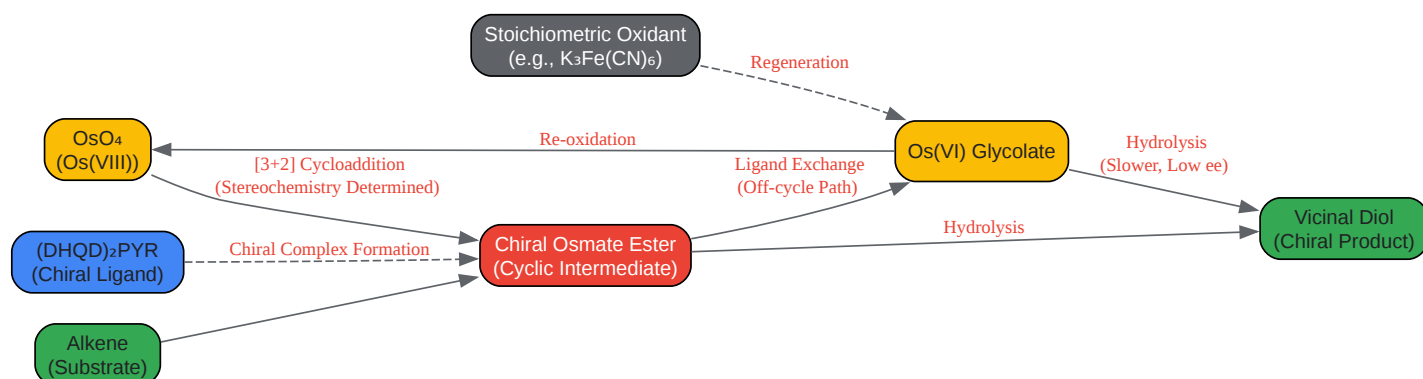 Stoichiometric Oxidant
(e.g., K₃Fe(CN)₆)
Regeneration
OsO₄
(Os(VIII))
Re-oxidation
Os(VI) Glycolate
Hydrolysis
(Slower, Low ee)
[3+2] Cycloaddition
(Stereochemistry Determined)
Ligand Exchange
(Off-cycle Path)
(DHQD)₂PYR
(Chiral Ligand)
Chiral Complex Formation
Chiral Osmate Ester
(Cyclic Intermediate)
Hydrolysis
Vicinal Diol
(Chiral Product)
Alkene
(Substrate)